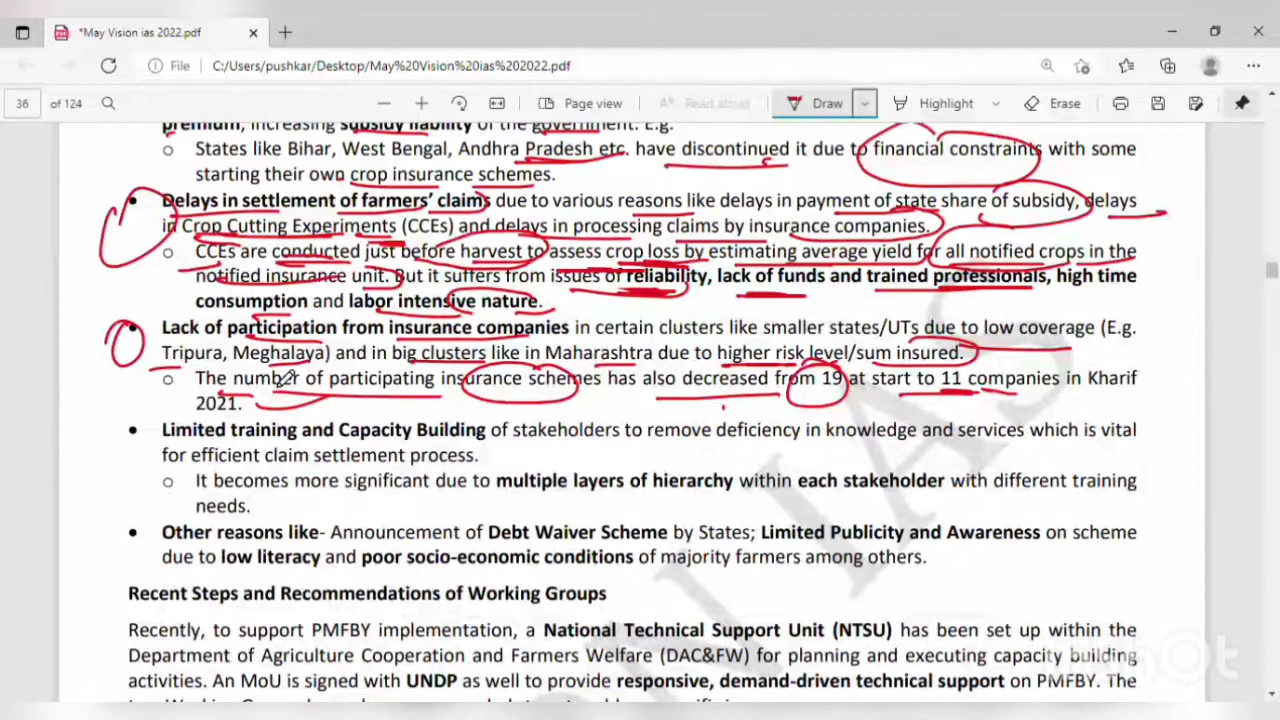 *May Vision ias 2022.pdf
File C:/Users/pushkar/Desktop/May%20Vision%20ias%202022.pdf
36 of 124 Page view Read aloud Draw Highlight Erase
premium, increasing subsidy liability of the government. E.g.
o States like Bihar, West Bengal, Andhra Pradesh etc. have discontinued it due to financial constraints with some
starting their own crop insurance schemes.
• Delays in settlement of farmers' claims due to various reasons like delays in payment of state share of subsidy, delays
in Crop Cutting Experiments (CCEs) and delays in processing claims by insurance companies.
o CCEs are conducted just before harvest to assess crop loss by estimating average yield for all notified crops in the
notified insurance unit. But it suffers from issues of reliability, lack of funds and trained professionals, high time
consumption and labor intensive nature.
• Lack of participation from insurance companies in certain clusters like smaller states/UTs due to low coverage (E.g.
Tripura, Meghalaya) and in big clusters like in Maharashtra due to higher risk level/sum insured.
o The number of participating insurance schemes has also decreased from 19 at start to 11 companies in Kharif
2021.
• Limited training and Capacity Building of stakeholders to remove deficiency in knowledge and services which is vital
for efficient claim settlement process.
o It becomes more significant due to multiple layers of hierarchy within each stakeholder with different training
needs.
• Other reasons like- Announcement of Debt Waiver Scheme by States; Limited Publicity and Awareness on scheme
due to low literacy and poor socio-economic conditions of majority farmers among others.
Recent Steps and Recommendations of Working Groups
Recently, to support PMFBY implementation, a National Technical Support Unit (NTSU) has been set up within the
Department of Agriculture Cooperation and Farmers Welfare (DAC&FW) for planning and executing capacity building
activities. An MoU is signed with UNDP as well to provide responsive, demand-driven technical support on PMFBY. The